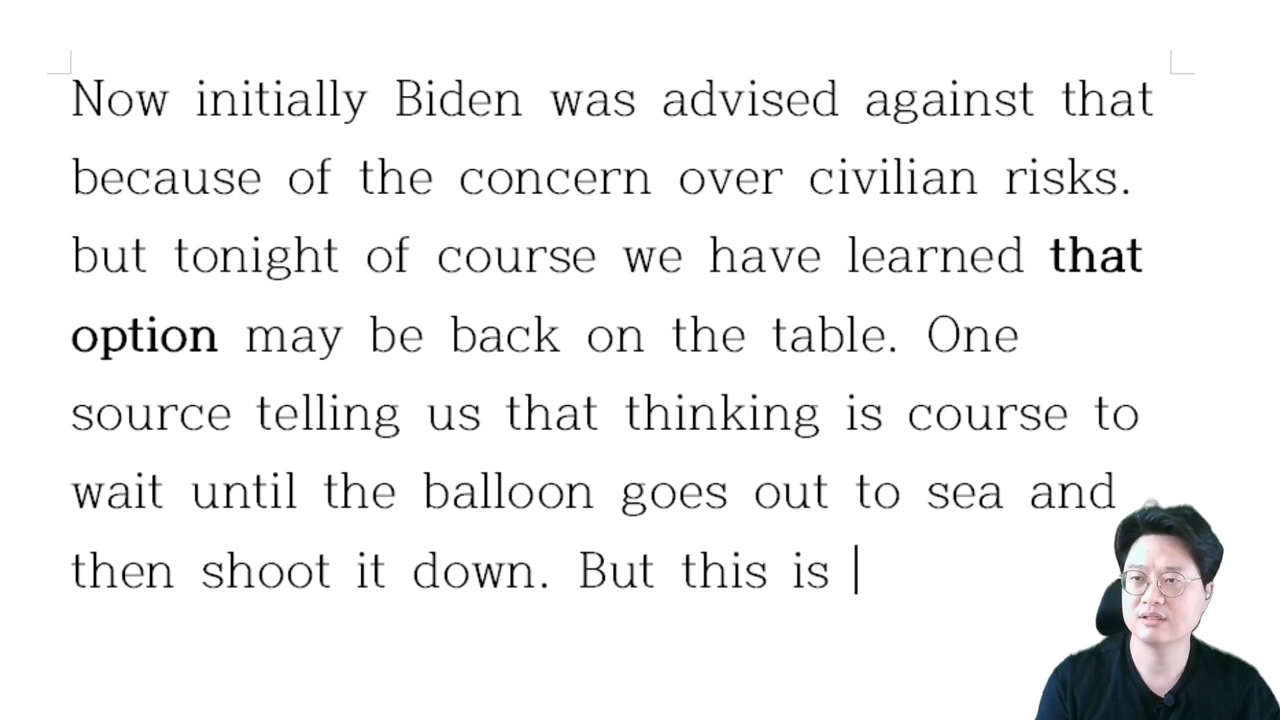 Now initially Biden was advised against that
because of the concern over civilian risks.
but tonight of course we have learned that
option may be back on the table. One
source telling us that thinking is course to
wait until the balloon goes out to sea and
then shoot it down. But this is